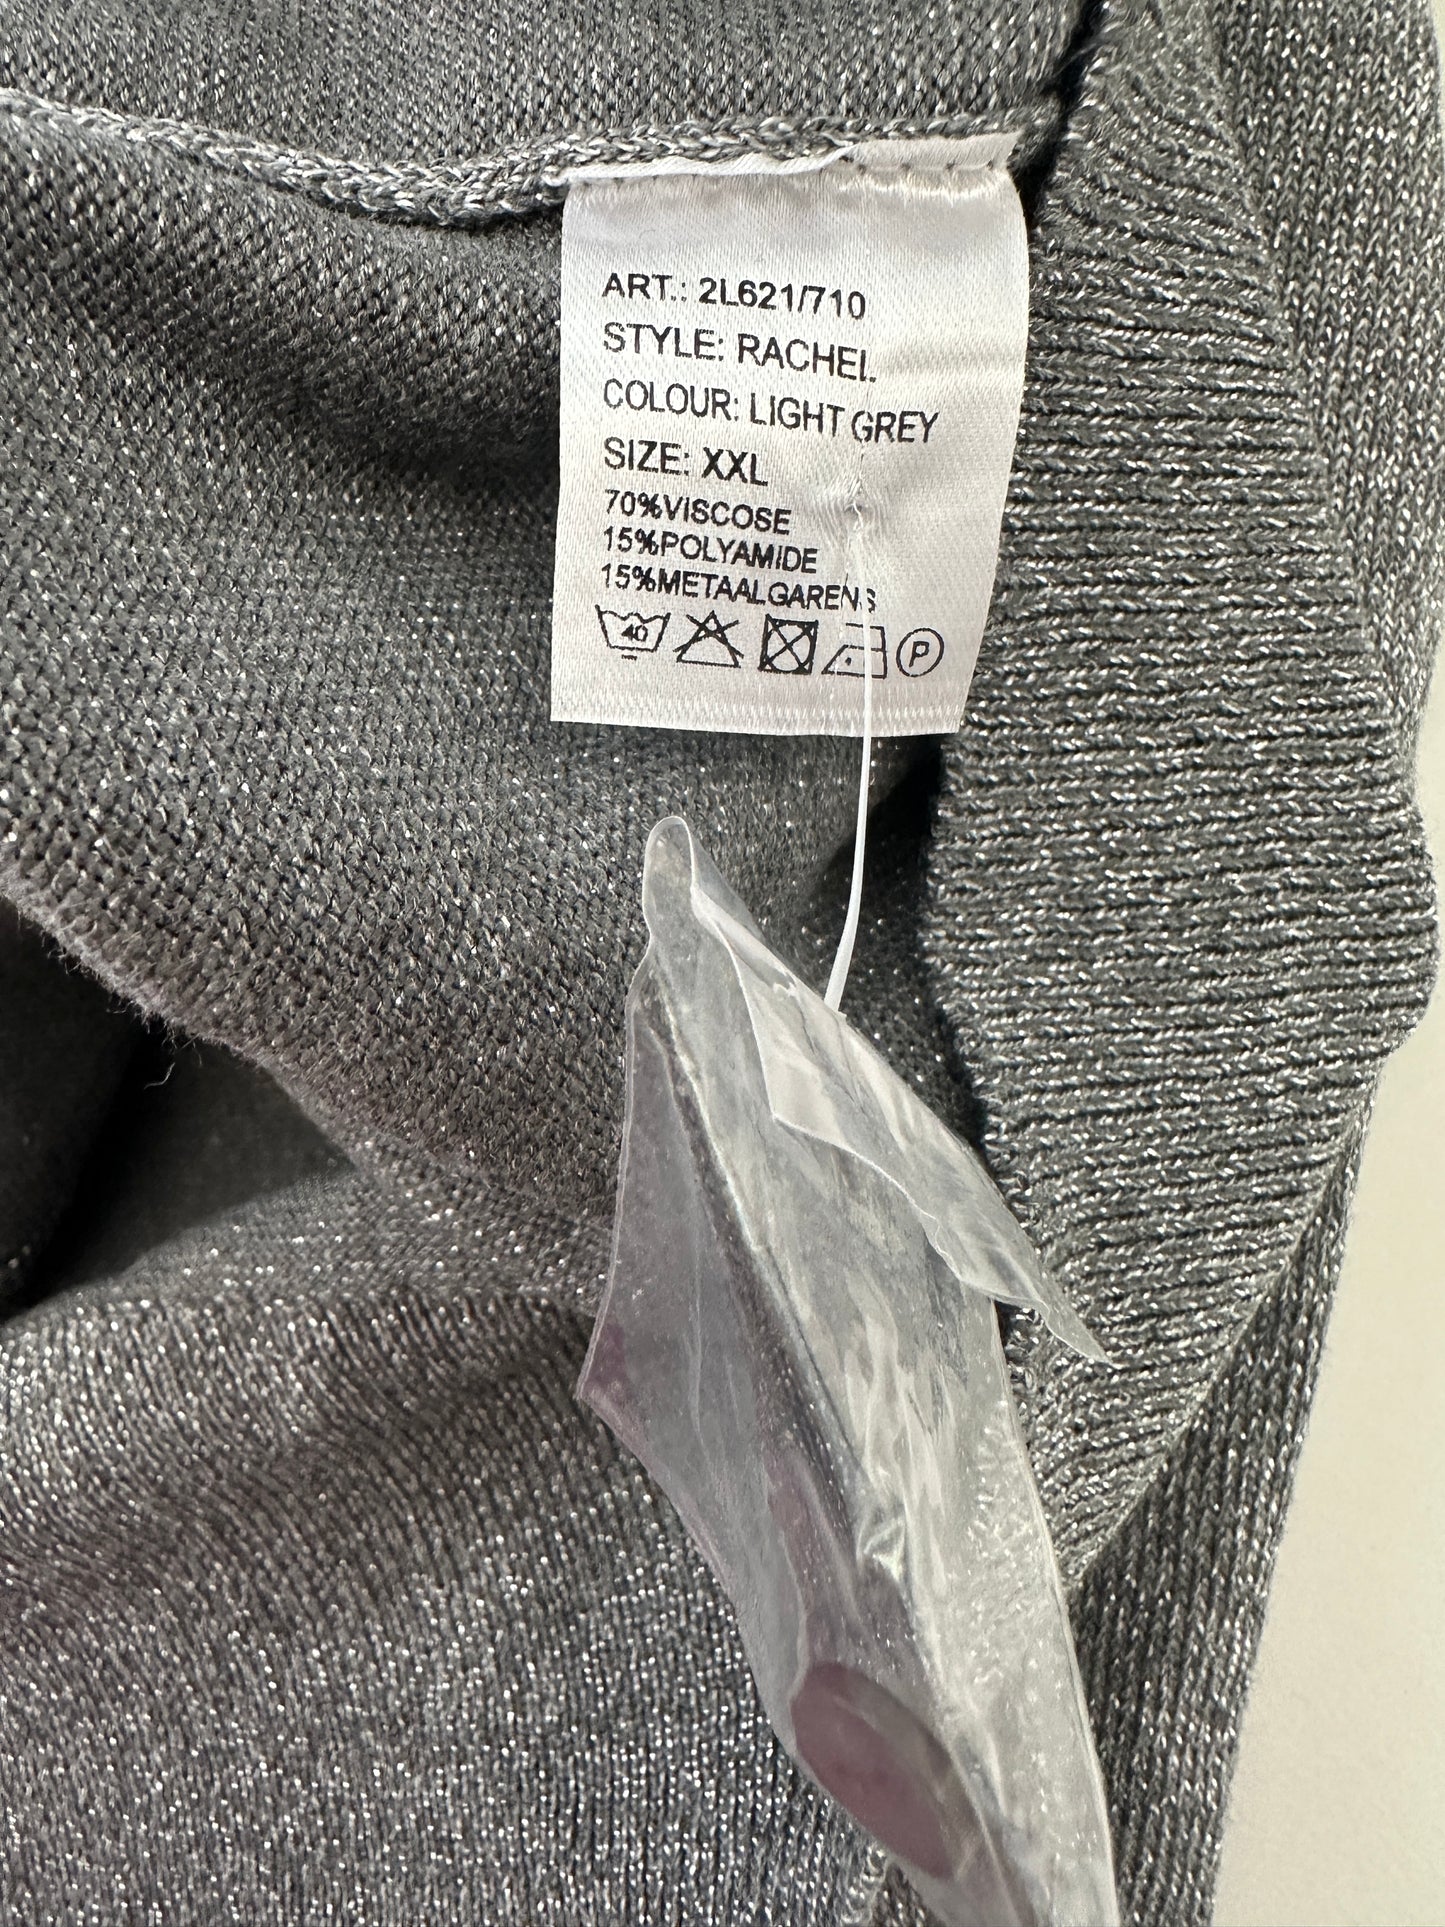 ART.: 2L621/710
STYLE: RACHEL
COLOUR: LIGHT GREY
SIZE: XXL
70%VISCOSE
15%POLYAMIDE
15%METAALGARENS
40
P